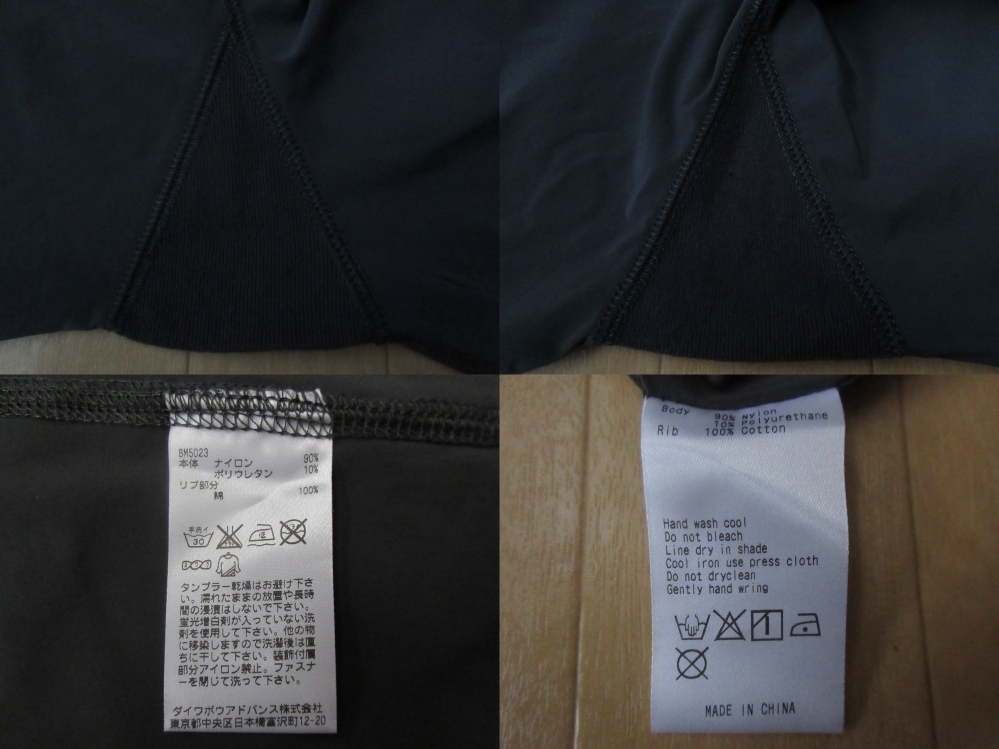 BM5023
本体 ナイロン 90%
ポリウレタン 10%
リブ部分
綿 100%
手洗イ
30
タンブラー乾燥はお避け下さ
い。濡れたままの放置や長時
間の浸漬はしないで下さい。
蛍光増白剤が入っていない洗
剤を使用して下さい。他の物
に移染しますので洗濯後は直
ちに干して下さい。装飾付属
部分アイロン禁止。ファスナ
ーを閉じて洗って下さい。
ダイワボウアドバンス株式会社
東京都中央区日本橋富沢町12-20
Body 90% Nylon
10% Polyurethane
Rib 100% Cotton
Hand wash cool
Do not bleach
Line dry in shade
Cool iron use press cloth
Do not dryclean
Gently hand wring
MADE IN CHINA